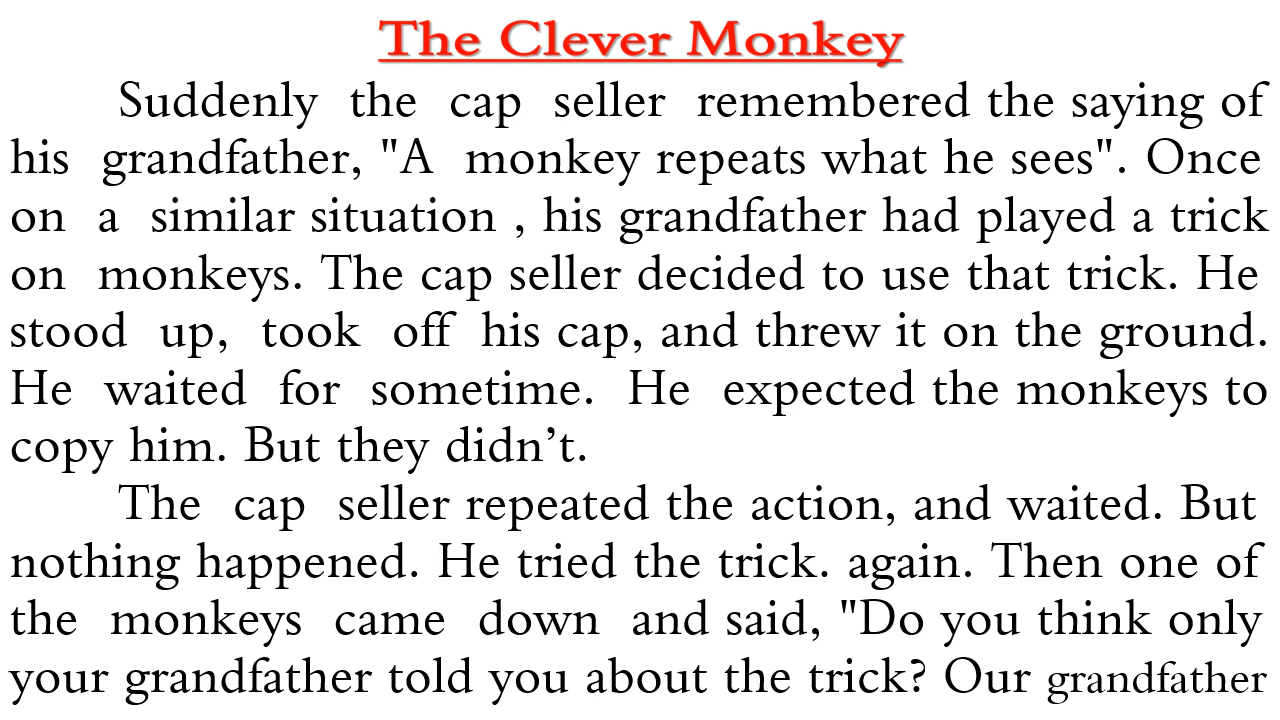 The Clever Monkey
Suddenly the cap seller remembered the saying of
his grandfather, "A monkey repeats what he sees". Once
on a similar situation , his grandfather had played a trick
on monkeys. The cap seller decided to use that trick. He
stood up, took off his cap, and threw it on the ground.
He waited for sometime. He expected the monkeys to
copy him. But they didn’t.
The cap seller repeated the action, and waited. But
nothing happened. He tried the trick. again. Then one of
the monkeys came down and said, "Do you think only
your grandfather told you about the trick? Our grandfather